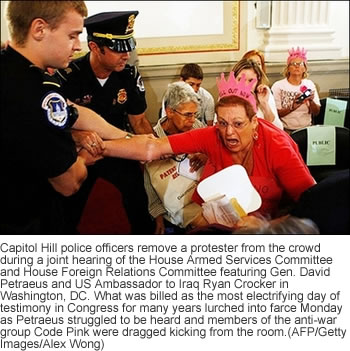 PUBLIC
Capitol Hill police officers remove a protester from the crowd
during a joint hearing of the House Armed Services Committee
and House Foreign Relations Committee featuring Gen. David
Petraeus and US Ambassador to Iraq Ryan Crocker in
Washington, DC. What was billed as the most electrifying day of
testimony in Congress for many years lurched into farce Monday
as Petraeus struggled to be heard and members of the anti-war
group Code Pink were dragged kicking from the room.(AFP/Getty
Images/Alex Wong)